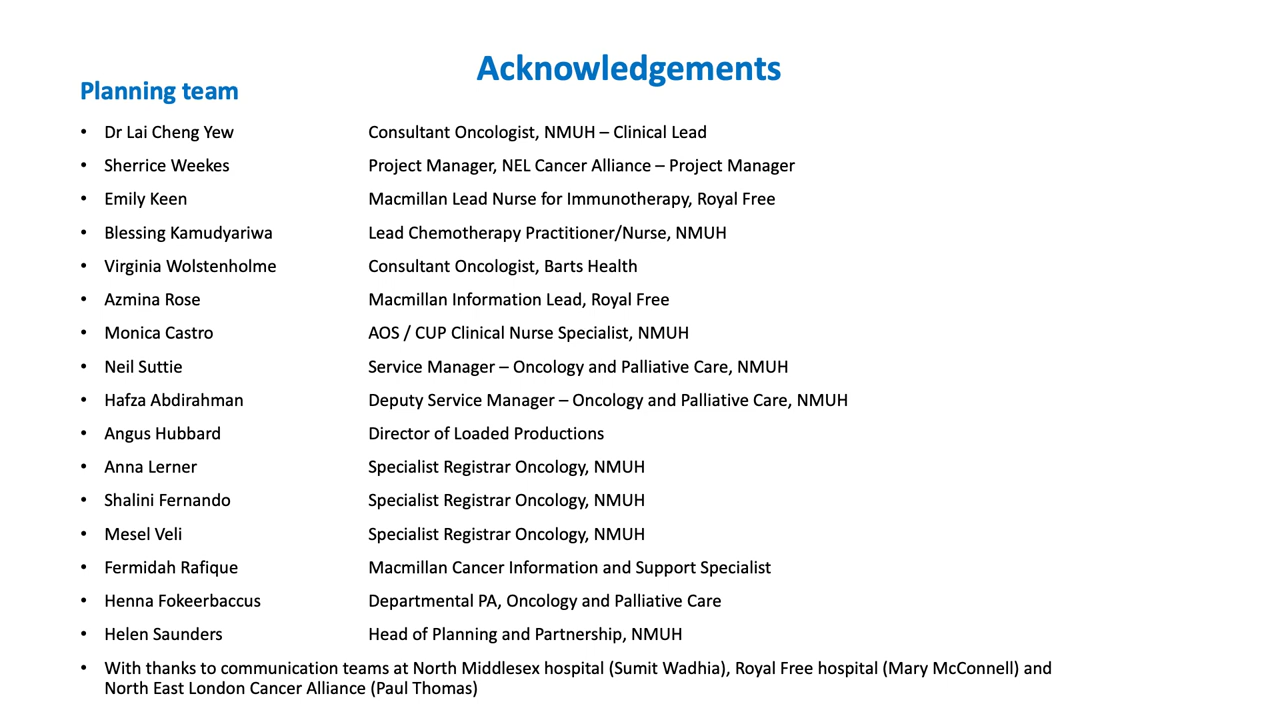 Acknowledgements
Planning team
• Dr Lai Cheng Yew Consultant Oncologist, NMUH – Clinical Lead
• Sherrice Weekes Project Manager, NEL Cancer Alliance – Project Manager
• Emily Keen Macmillan Lead Nurse for Immunotherapy, Royal Free
• Blessing Kamudyariwa Lead Chemotherapy Practitioner/Nurse, NMUH
• Virginia Wolstenholme Consultant Oncologist, Barts Health
• Azmina Rose Macmillan Information Lead, Royal Free
• Monica Castro AOS / CUP Clinical Nurse Specialist, NMUH
• Neil Suttie Service Manager – Oncology and Palliative Care, NMUH
• Hafza Abdirahman Deputy Service Manager – Oncology and Palliative Care, NMUH
• Angus Hubbard Director of Loaded Productions
• Anna Lerner Specialist Registrar Oncology, NMUH
• Shalini Fernando Specialist Registrar Oncology, NMUH
• Mesel Veli Specialist Registrar Oncology, NMUH
• Fermidah Rafique Macmillan Cancer Information and Support Specialist
• Henna Fokeerbaccus Departmental PA, Oncology and Palliative Care
• Helen Saunders Head of Planning and Partnership, NMUH
• With thanks to communication teams at North Middlesex hospital (Sumit Wadhia), Royal Free hospital (Mary McConnell) and
North East London Cancer Alliance (Paul Thomas)